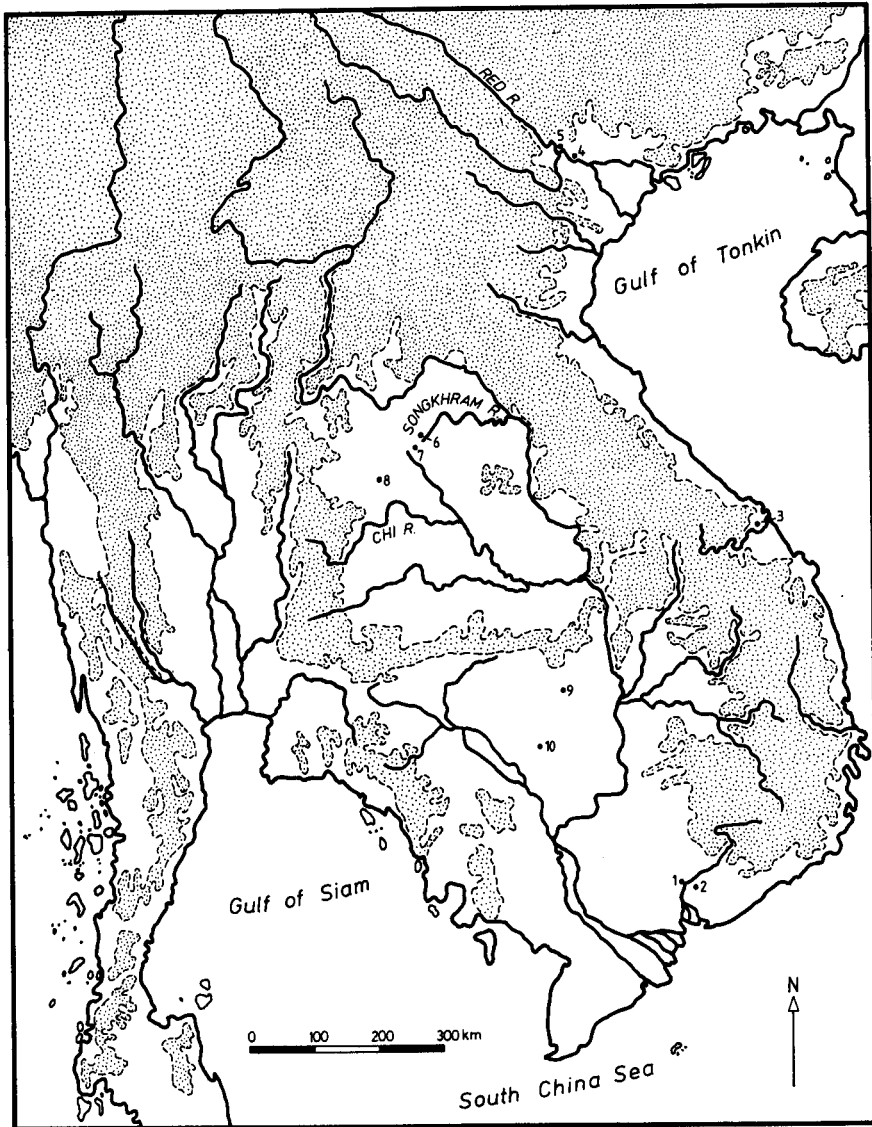 RED R.
5
4
Gulf of Tonkin
SONGKHRAM R.
6
7
8
3
CHI R.
9
10
1
2
Gulf of Siam
N
0 100 200 300 km
South China Sea